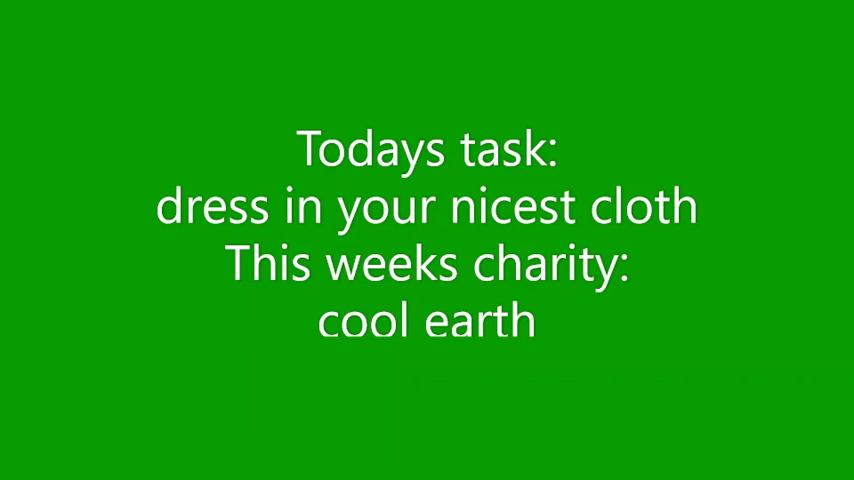 Todays task:
dress in your nicest cloth
This weeks charity:
cool earth